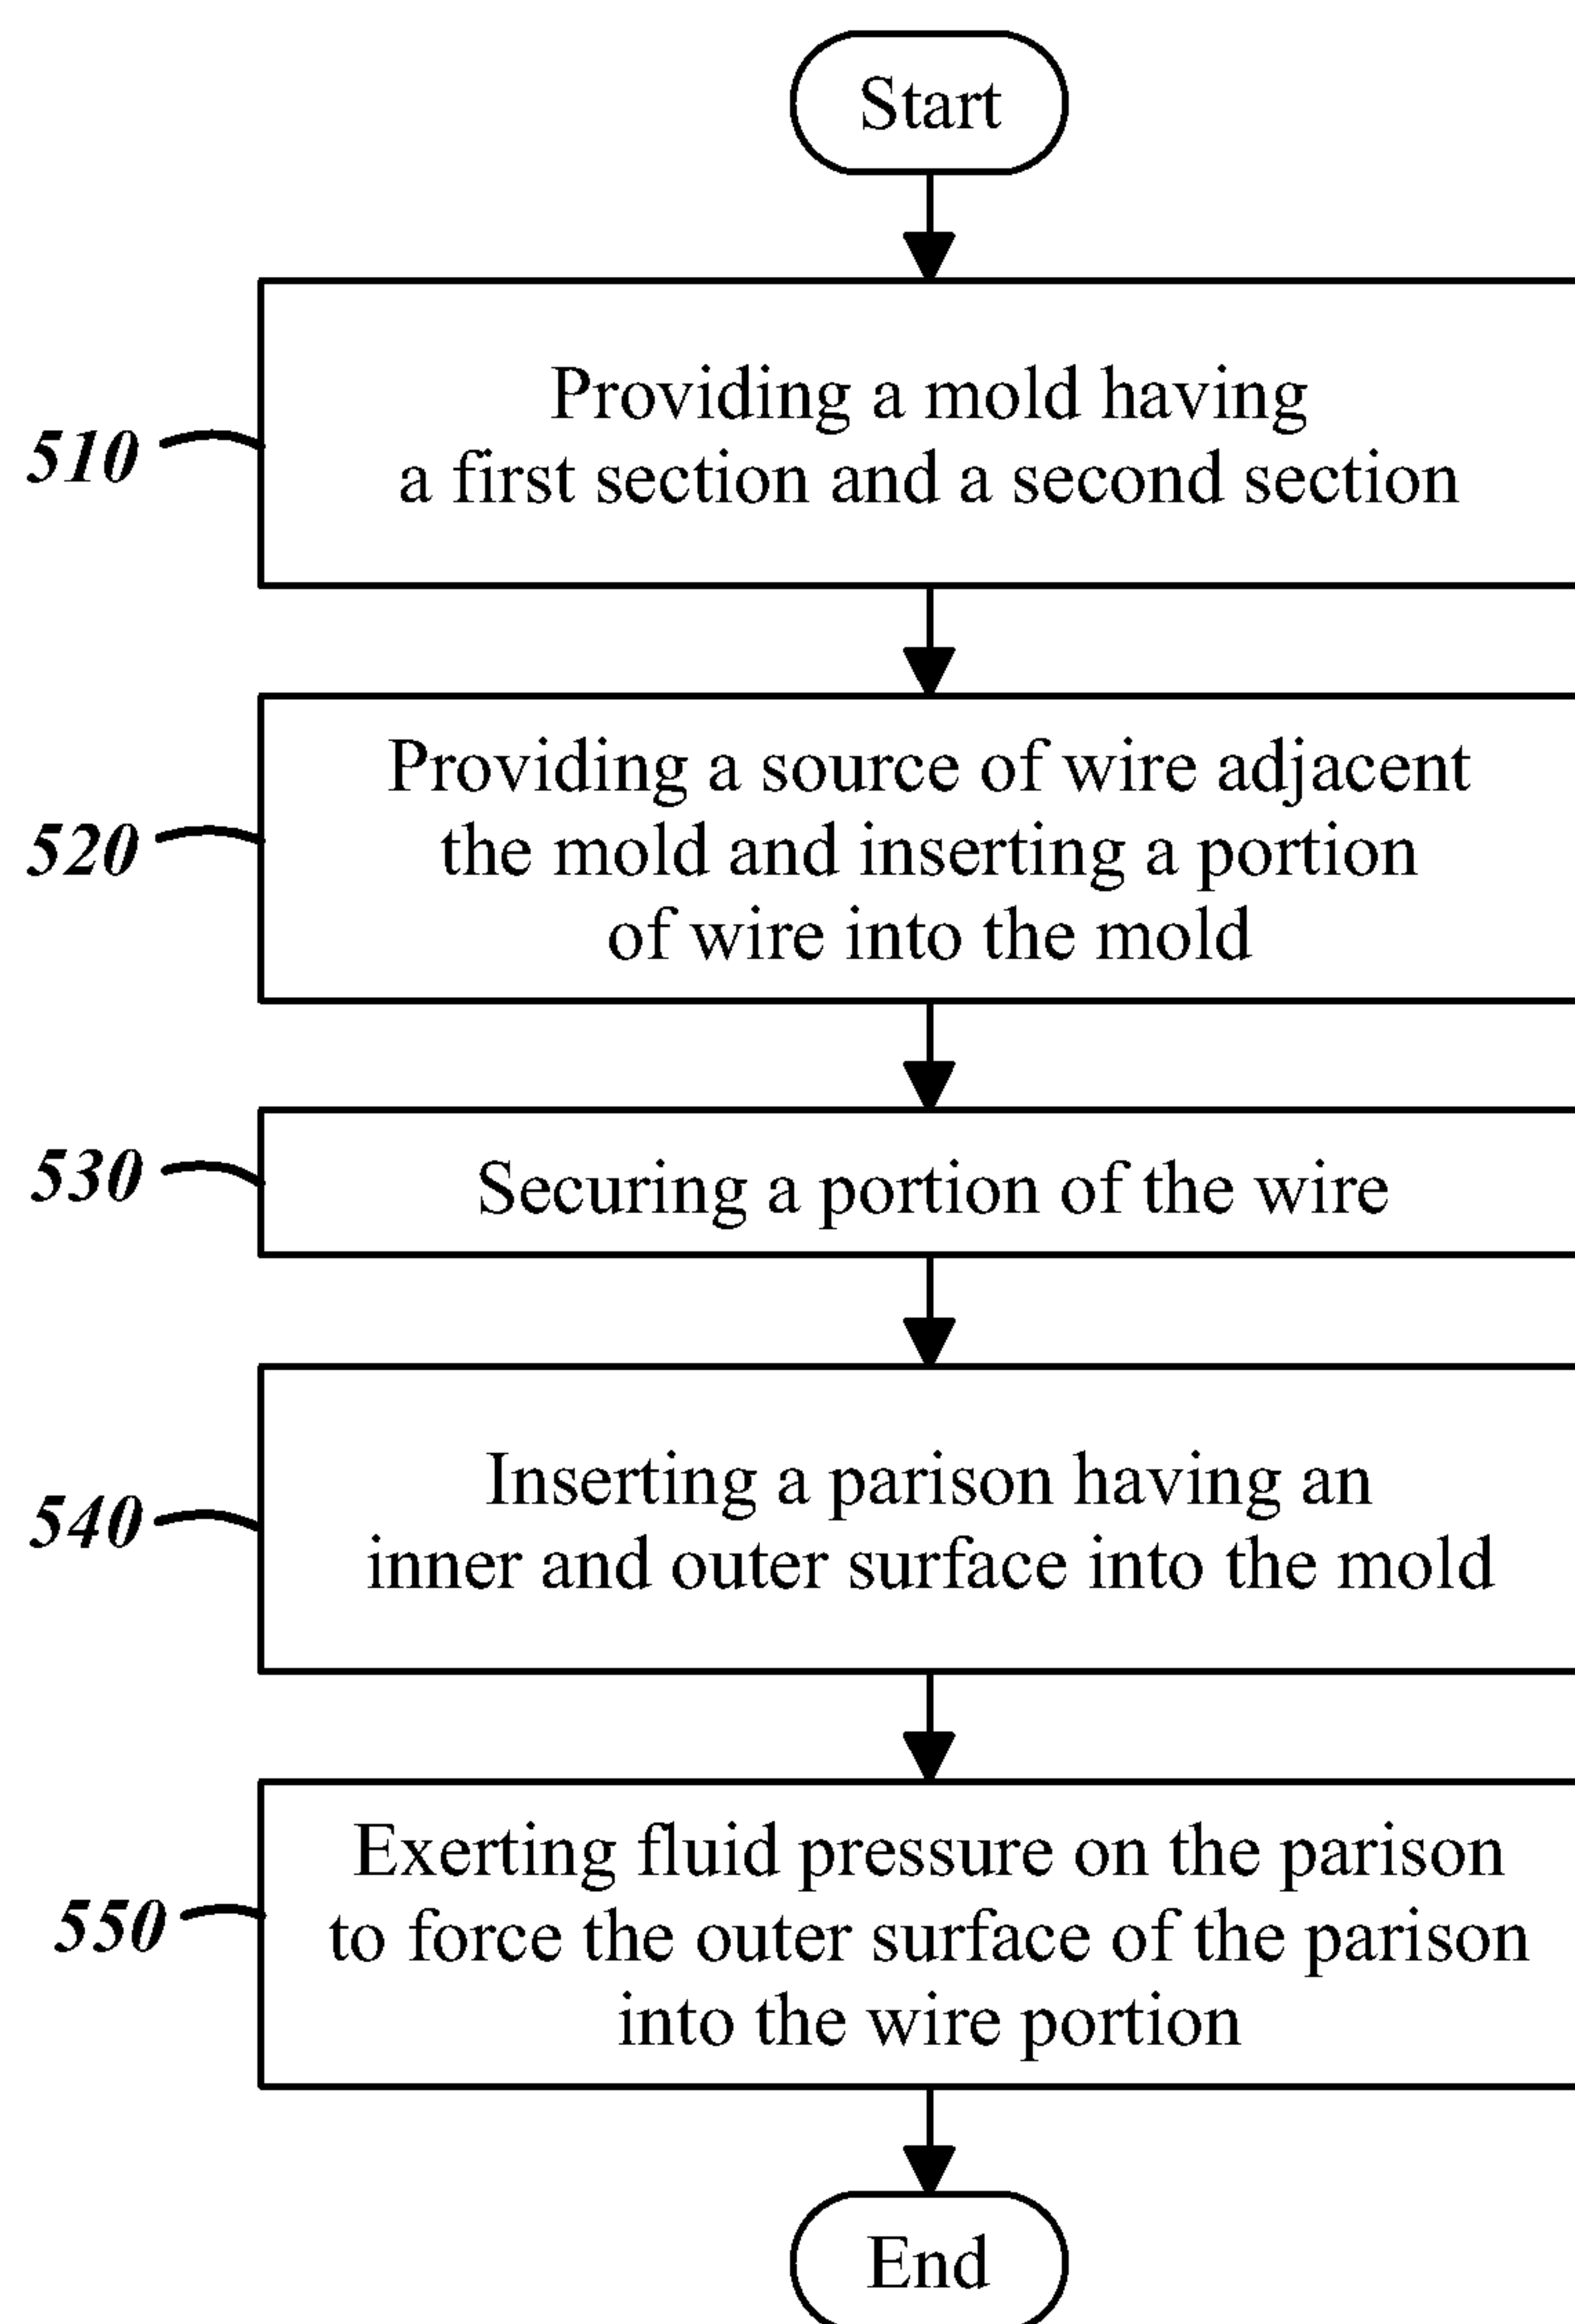 Start
510
Providing a mold having
a first section and a second section
520
Providing a source of wire adjacent
the mold and inserting a portion
of wire into the mold
530
Securing a portion of the wire
540
Inserting a parison having an
inner and outer surface into the mold
550
Exerting fluid pressure on the parison
to force the outer surface of the parison
into the wire portion
End